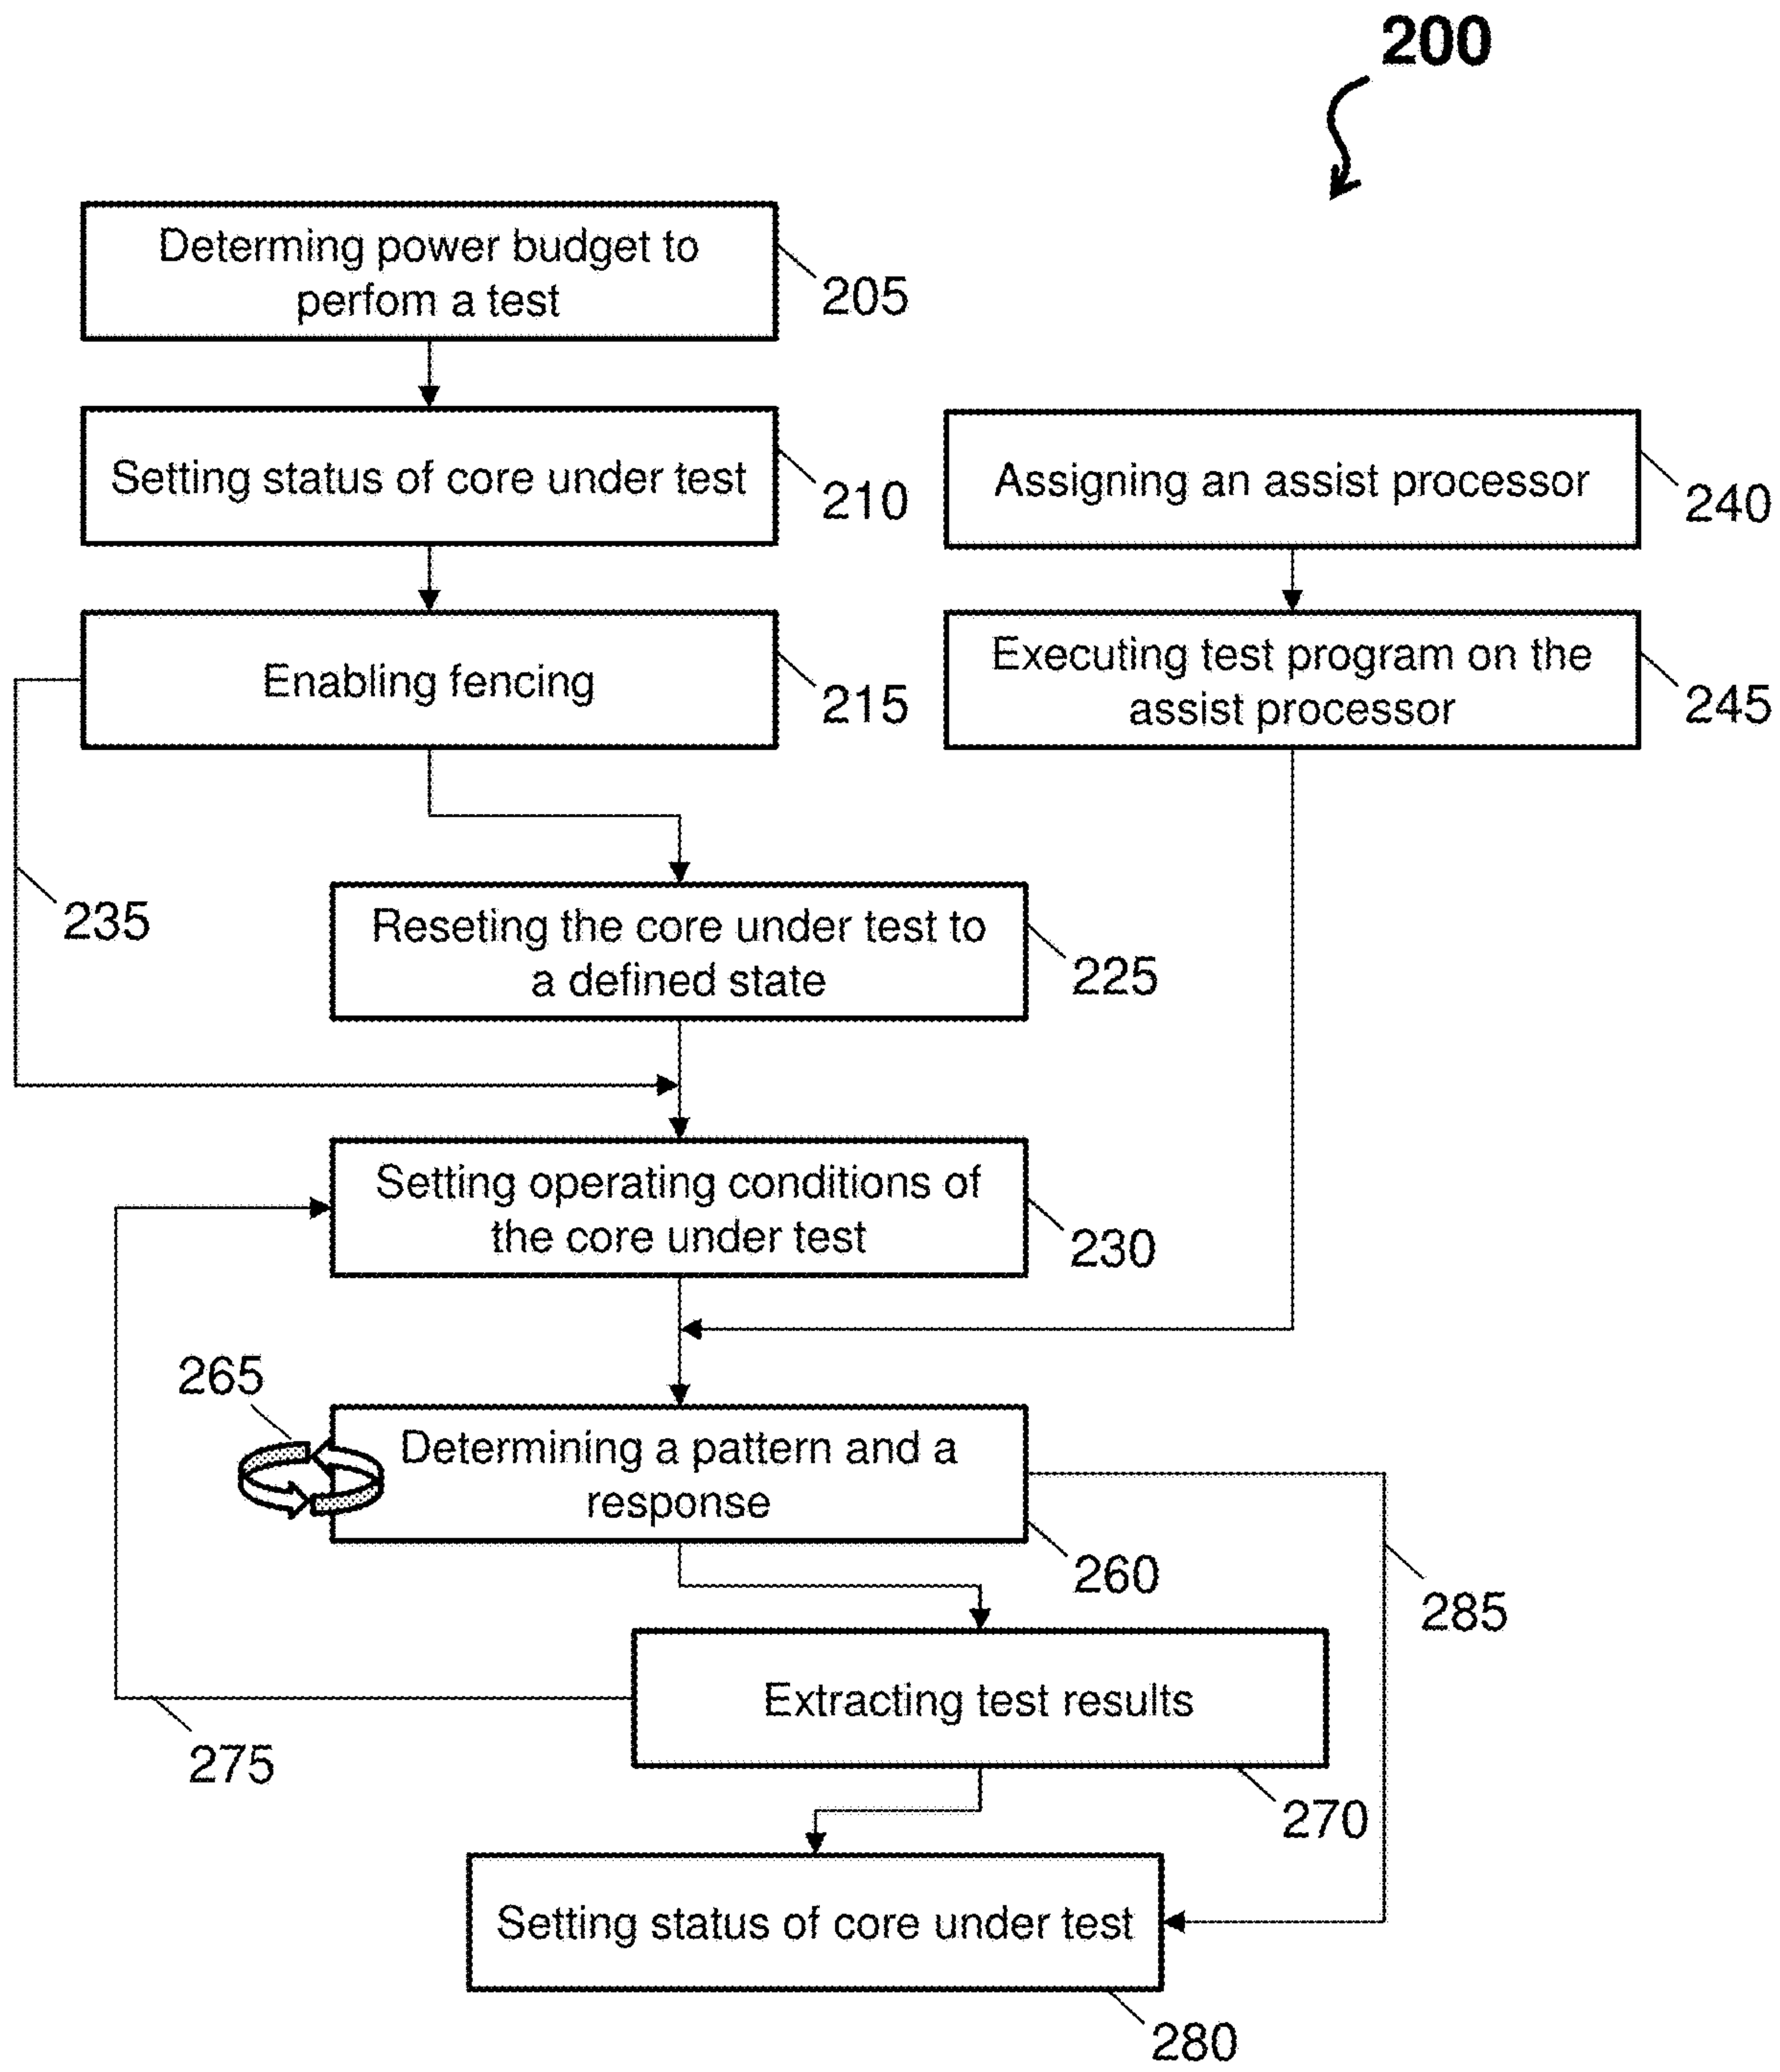 200
Determing power budget to
perfom a test
205
Setting status of core under test
210
Assigning an assist processor
240
Enabling fencing
215
Executing test program on the
assist processor
245
235
Reseting the core under test to
a defined state
225
Setting operating conditions of
the core under test
230
265
Determining a pattern and a
response
260
285
Extracting test results
275
270
Setting status of core under test
280